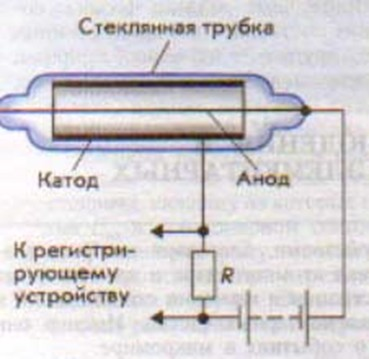 Стеклянная трубка
Катод
Анод
К регистри-
рующему
устройству
R